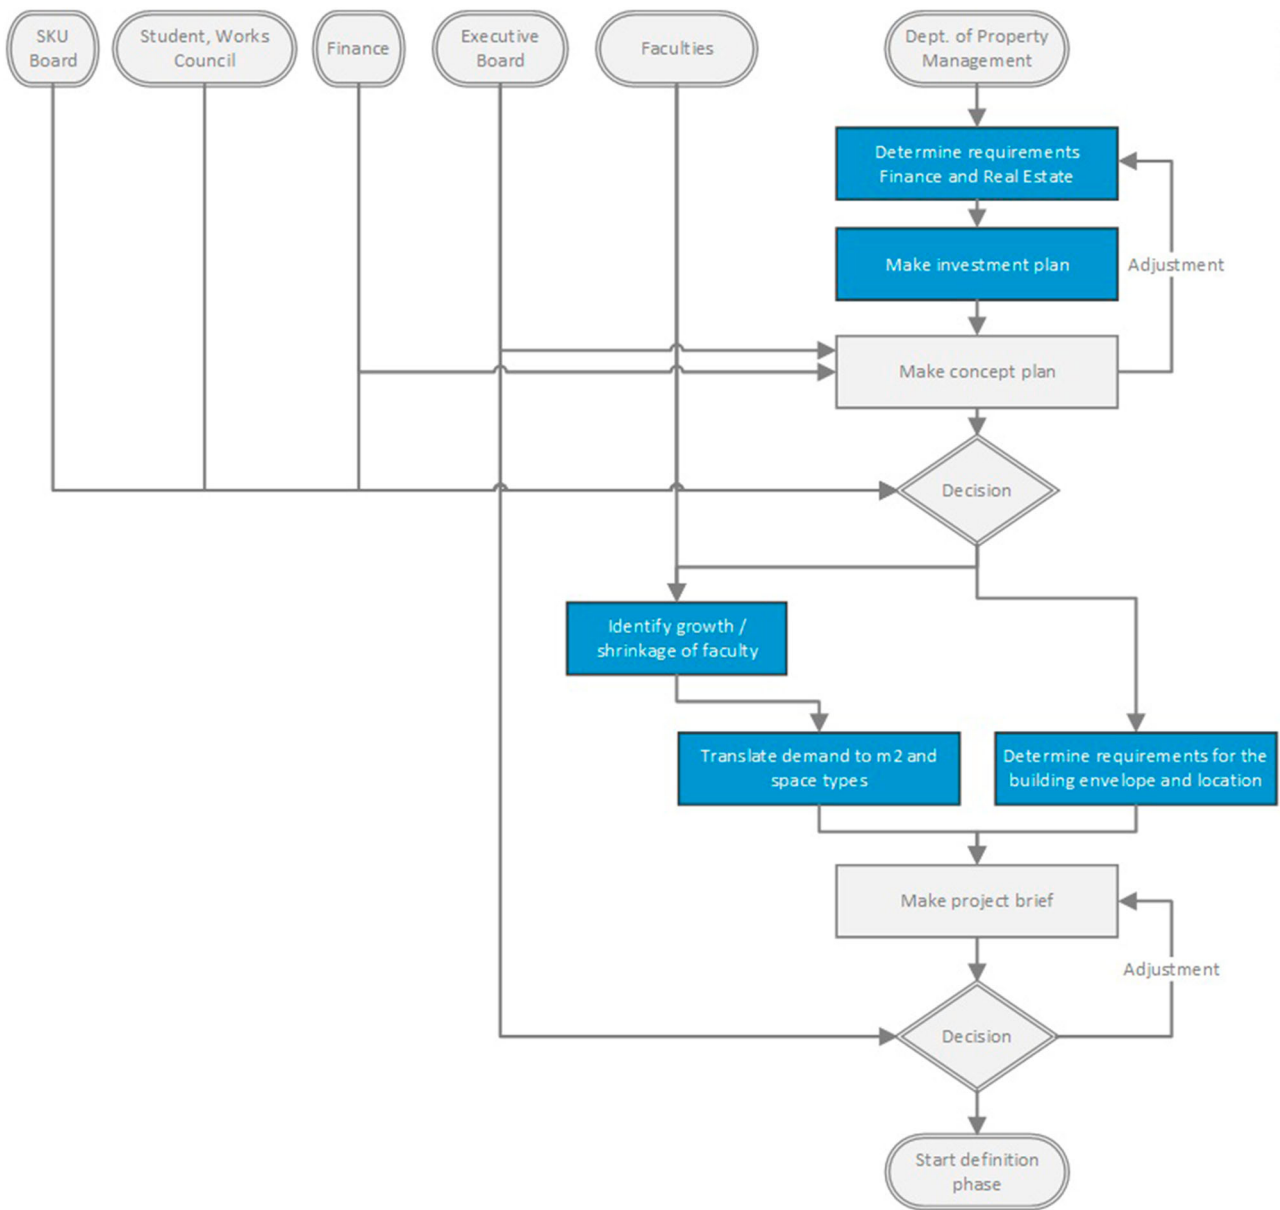 SKU
Board
Student, Works
Council
Finance
Executive
Board
Faculties
Dept. of Property
Management
Determine requirements
Finance and Real Estate
Make investment plan
Adjustment
Make concept plan
Decision
Identify growth /
shrinkage of faculty
Translate demand to m2 and
space types
Determine requirements for the
building envelope and location
Make project brief
Adjustment
Decision
Start definition
phase